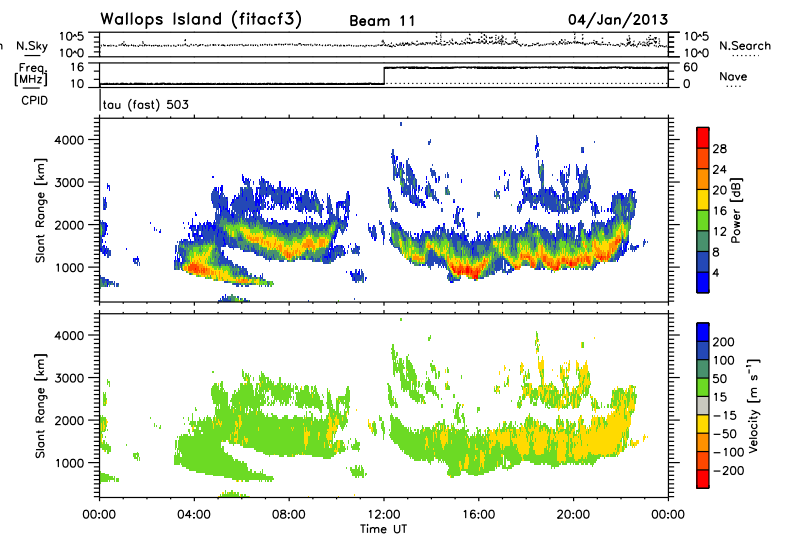 Wallops Island (fitacf3) Beam 11 04/Jan/2013
n N.Sky 10^5 10^0 10^5 10^0 N.Search
Freq. [MHz] 16 10 60 0 Nave
CPID tau (fast) 503
Slant Range [km] 4000 3000 2000 1000
28 24 20 16 12 8 4 Power [dB]
Slant Range [km] 4000 3000 2000 1000
200 100 50 15 -15 -50 -100 -200 Velocity [m s^-1]
00:00 04:00 08:00 12:00 16:00 20:00 00:00
Time UT